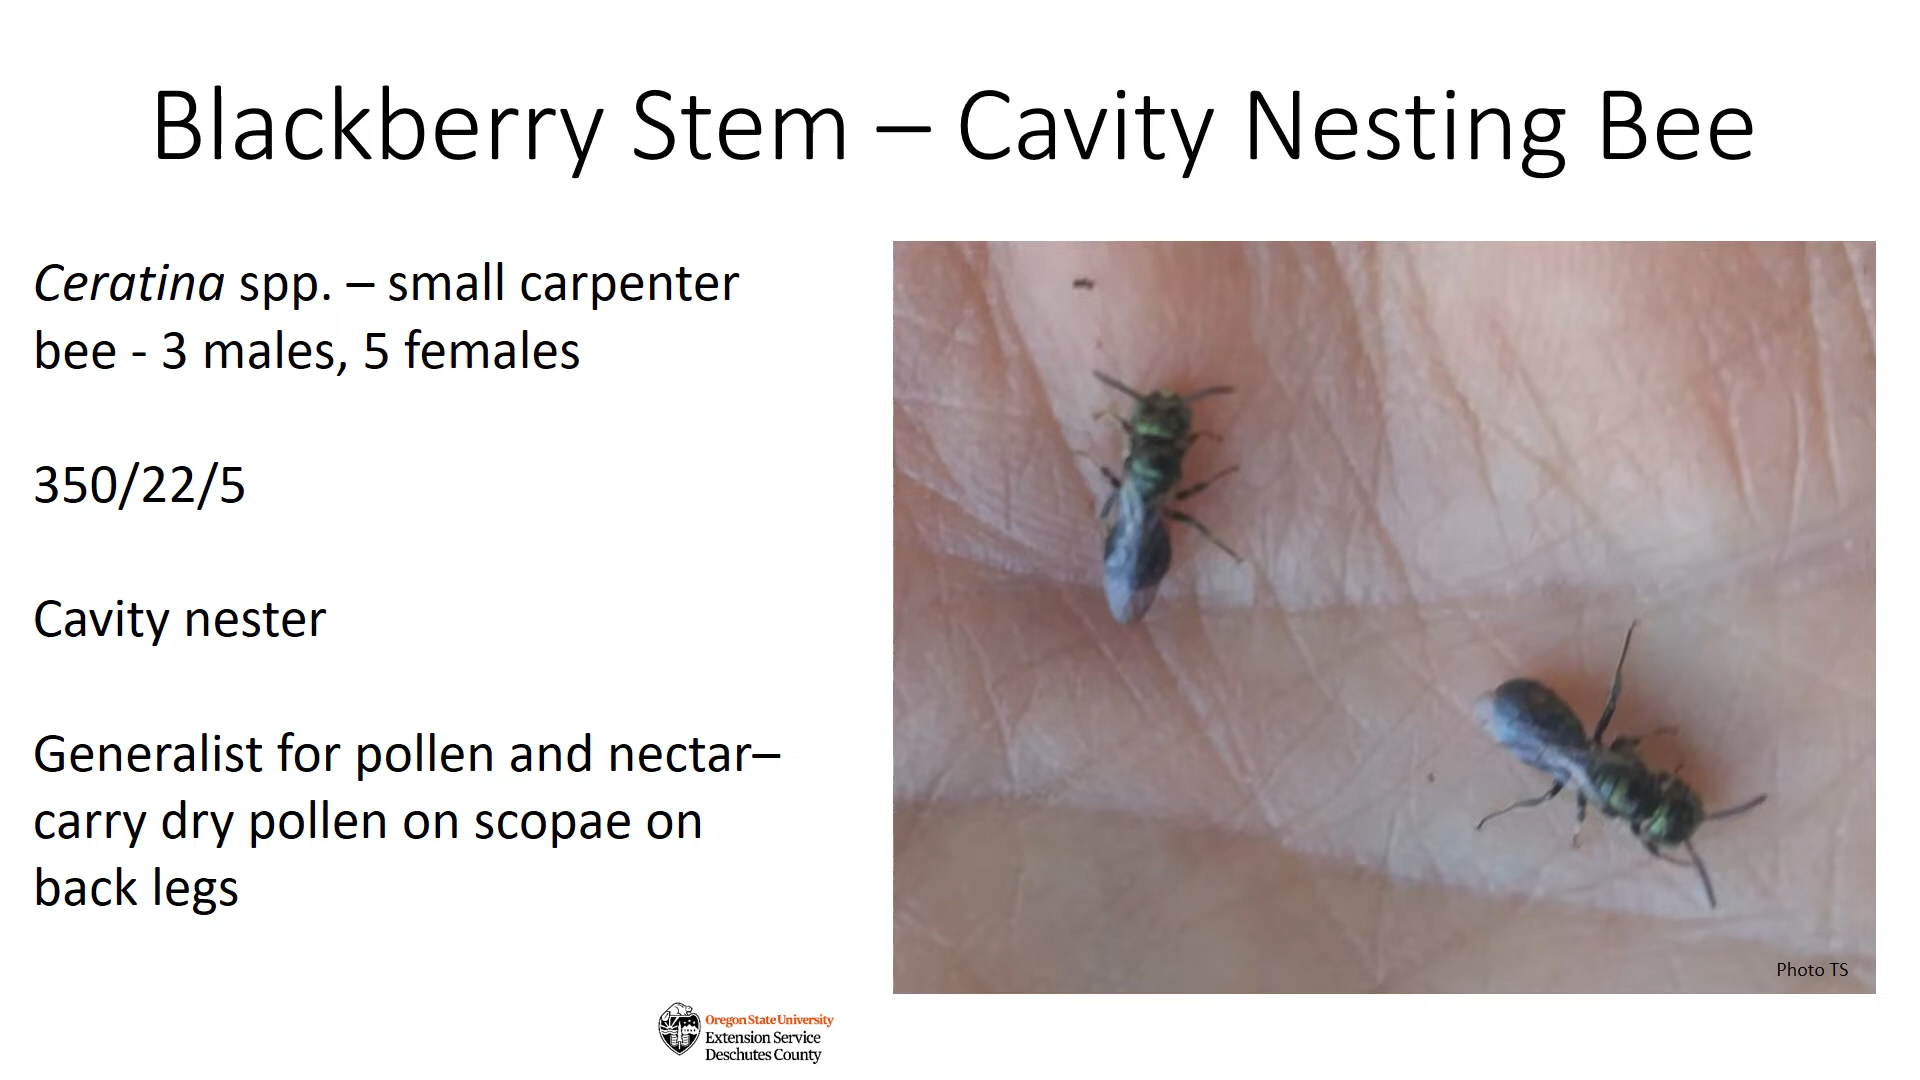 Blackberry Stem – Cavity Nesting Bee
Ceratina spp. – small carpenter
bee - 3 males, 5 females
350/22/5
Cavity nester
Generalist for pollen and nectar–
carry dry pollen on scopae on
back legs
Photo TS
Oregon State University
Extension Service
Deschutes County